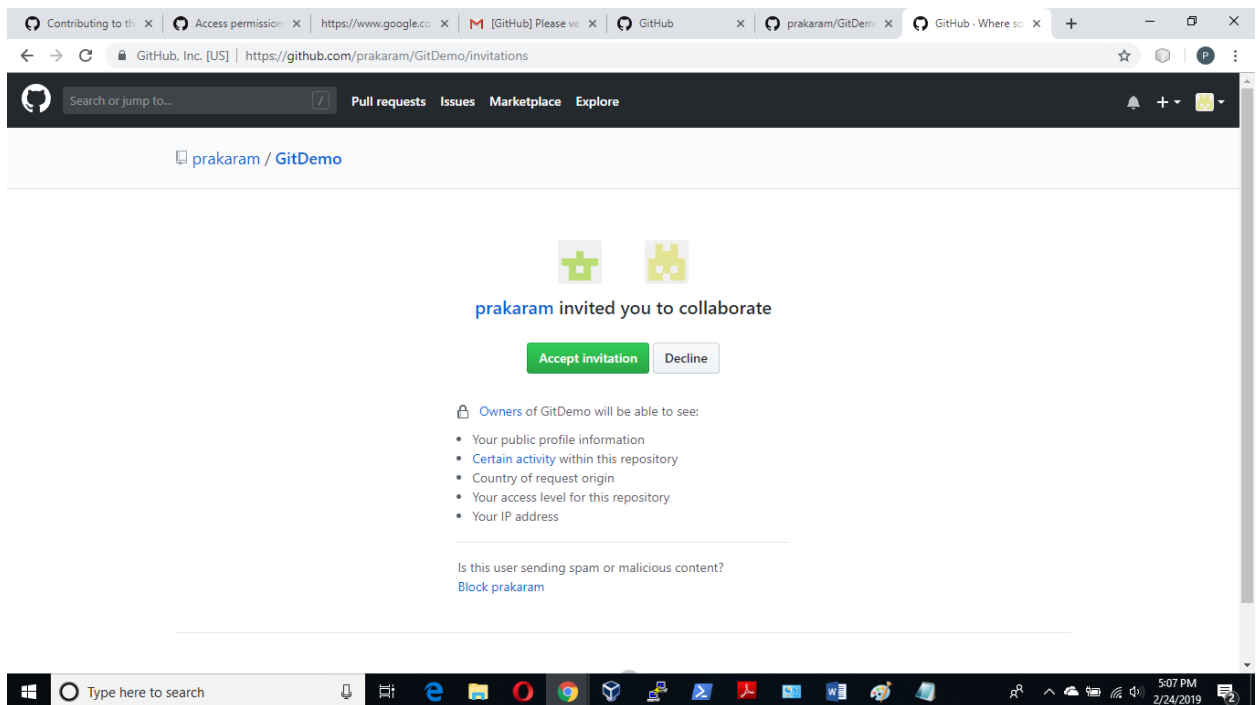 Contributing to th
Access permission
https://www.google.co
[GitHub] Please ve
GitHub
prakaram/GitDem
GitHub · Where so
GitHub, Inc. [US] | https://github.com/prakaram/GitDemo/invitations
P
Search or jump to...
/
Pull requests Issues Marketplace Explore
prakaram / GitDemo
prakaram invited you to collaborate
Accept invitation
Decline
Owners of GitDemo will be able to see:
Your public profile information
Certain activity within this repository
Country of request origin
Your access level for this repository
Your IP address
Is this user sending spam or malicious content?
Block prakaram
Type here to search
5:07 PM
2/24/2019
2